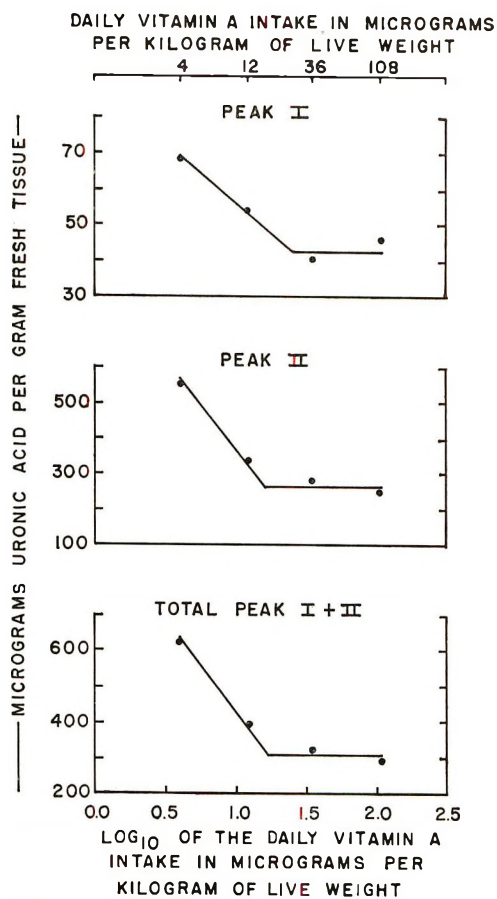 DAILY VITAMIN A INTAKE IN MICROGRAMS
PER KILOGRAM OF LIVE WEIGHT
4 12 36 108
MICROGRAMS URONIC ACID PER GRAM FRESH TISSUE
PEAK I
70
50
30
PEAK II
500
300
100
TOTAL PEAK I + II
600
400
200
0.0 0.5 1.0 1.5 2.0 2.5
LOG10 OF THE DAILY VITAMIN A
INTAKE IN MICROGRAMS PER
KILOGRAM OF LIVE WEIGHT